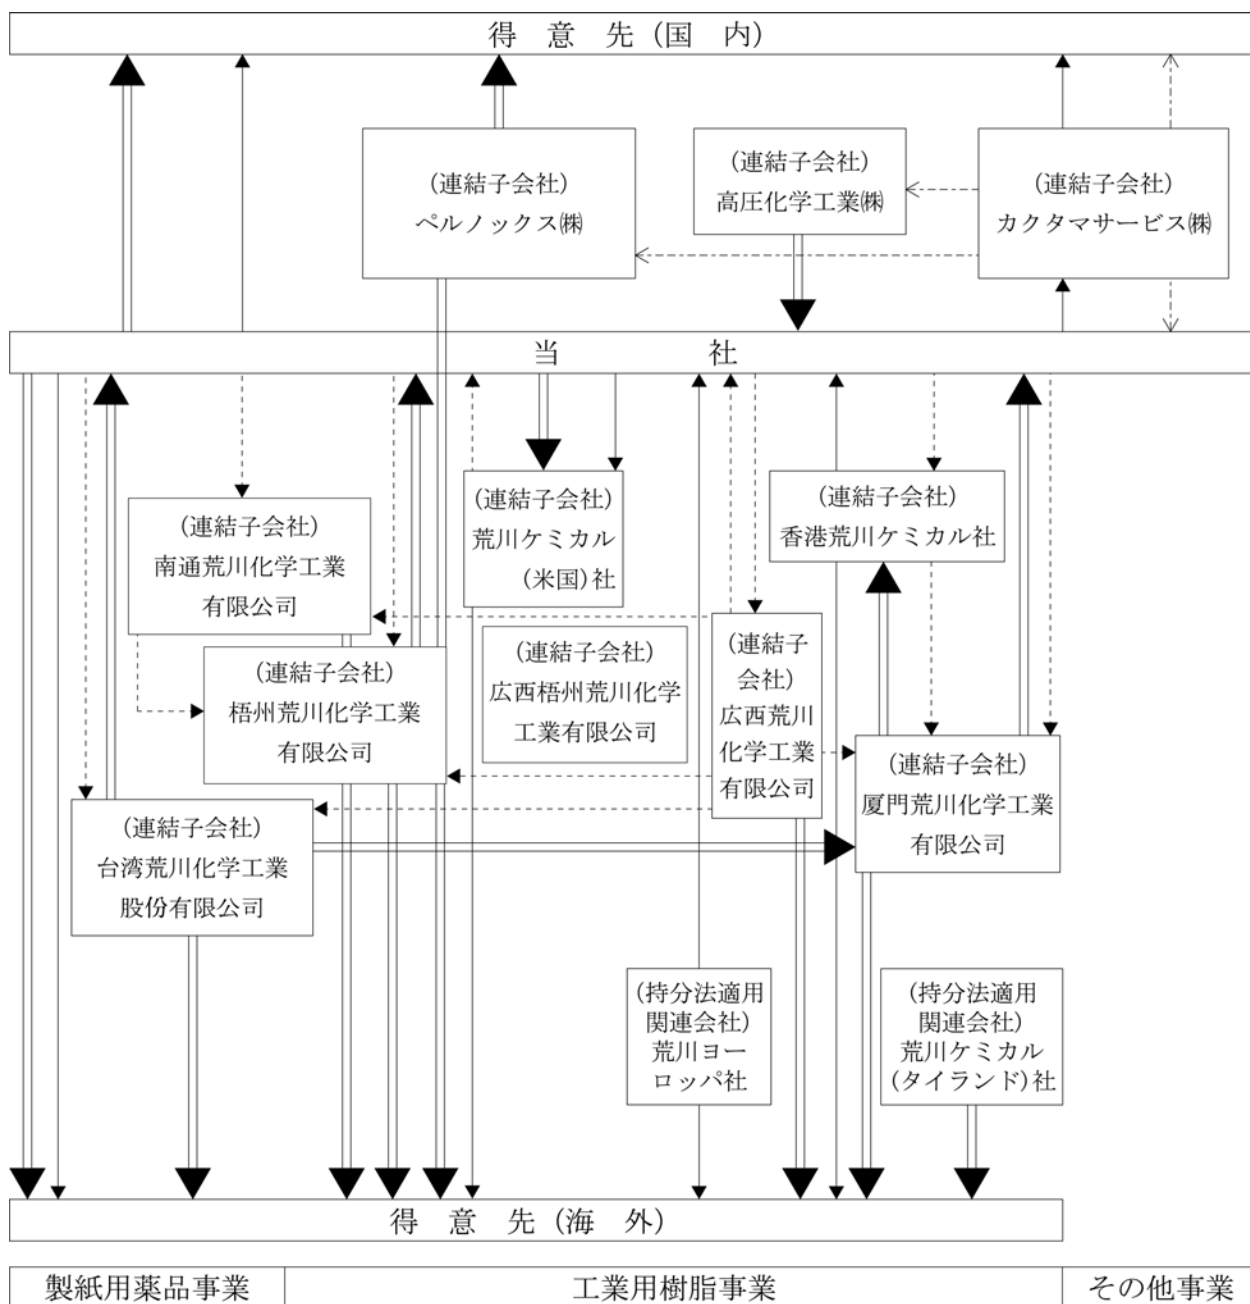 得 意 先 (国 内)
(連結子会社)
ペルノックス㈱
(連結子会社)
高圧化学工業㈱
(連結子会社)
カクタマサービス㈱
当 社
(連結子会社)
南通荒川化学工業
有限公司
(連結子会社)
荒川ケミカル
(米国)社
(連結子会社)
香港荒川ケミカル社
(連結子会社)
梧州荒川化学工業
有限公司
(連結子会社)
広西梧州荒川化学
工業有限公司
(連結子
会社)
広西荒川
化学工業
有限公司
(連結子会社)
厦門荒川化学工業
有限公司
(連結子会社)
台湾荒川化学工業
股份有限公司
(持分法適用
関連会社)
荒川ヨー
ロッパ社
(持分法適用
関連会社)
荒川ケミカル
(タイランド)社
得 意 先 (海 外)
製紙用薬品事業
工業用樹脂事業
その他事業